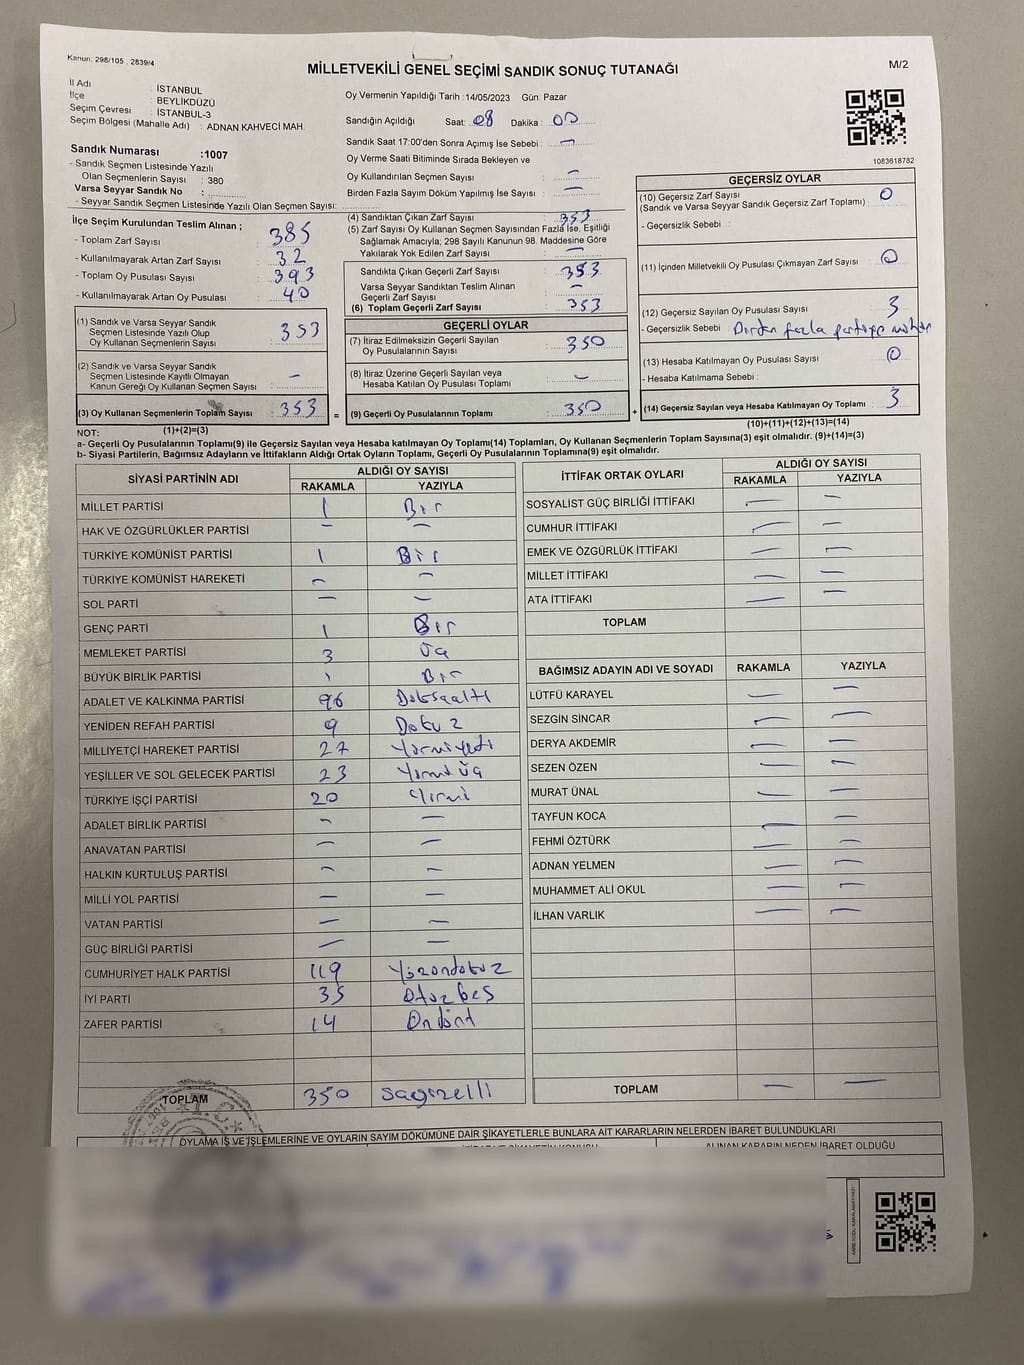 Kanun: 298/105 , 2839/4
MİLLETVEKİLİ GENEL SEÇİMİ SANDIK SONUÇ TUTANAĞI
M/2
İl Adı : İSTANBUL
İlçe : BEYLİKDÜZÜ
Seçim Çevresi : İSTANBUL-3
Seçim Bölgesi (Mahalle Adı) : ADNAN KAHVECİ MAH.
Oy Vermenin Yapıldığı Tarih : 14/05/2023 Gün: Pazar
Sandığın Açıldığı Saat: 08 Dakika : 00
Sandık Saat 17:00'den Sonra Açımış İse Sebebi : —
Oy Verme Saati Bitiminde Sırada Bekleyen ve
Oy Kullandırılan Seçmen Sayısı : —
Birden Fazla Sayım Döküm Yapılmış İse Sayısı : —
1083618782
Sandık Numarası :1007
- Sandık Seçmen Listesinde Yazılı
Olan Seçmenlerin Sayısı : 380
Varsa Seyyar Sandık No :
- Seyyar Sandık Seçmen Listesinde Yazılı Olan Seçmen Sayısı:
İlçe Seçim Kurulundan Teslim Alınan ;
- Toplam Zarf Sayısı : 385
- Kullanılmayarak Artan Zarf Sayısı : 32
- Toplam Oy Pusulası Sayısı : 393
- Kullanılmayarak Artan Oy Pusulası : 40
(4) Sandıktan Çıkan Zarf Sayısı : 353
(5) Zarf Sayısı Oy Kullanan Seçmen Sayısından Fazla İse, Eşitliği
Sağlamak Amacıyla; 298 Sayılı Kanunun 98. Maddesine Göre
Yakılarak Yok Edilen Zarf Sayısı : —
Sandıkta Çıkan Geçerli Zarf Sayısı : 353
Varsa Seyyar Sandıktan Teslim Alınan
Geçerli Zarf Sayısı : —
(6) Toplam Geçerli Zarf Sayısı : 353
GEÇERSİZ OYLAR
(10) Geçersiz Zarf Sayısı : 0
(Sandık ve Varsa Seyyar Sandık Geçersiz Zarf Toplamı)
- Geçersizlik Sebebi :
(11) İçinden Milletvekili Oy Pusulası Çıkmayan Zarf Sayısı : 0
(12) Geçersiz Sayılan Oy Pusulası Sayısı : 3
- Geçersizlik Sebebi : Birden fazla partiye mühür
(13) Hesaba Katılmayan Oy Pusulası Sayısı : 0
- Hesaba Katılmama Sebebi :
(14) Geçersiz Sayılan veya Hesaba Katılmayan Oy Toplamı : 3
(10)+(11)+(12)+(13)=(14)
(1) Sandık ve Varsa Seyyar Sandık
Seçmen Listesinde Yazılı Olup
Oy Kullanan Seçmenlerin Sayısı : 353
(2) Sandık ve Varsa Seyyar Sandık
Seçmen Listesinde Kayıtlı Olmayan
Kanun Gereği Oy Kullanan Seçmen Sayısı : —
(3) Oy Kullanan Seçmenlerin Toplam Sayısı : 353 =
(1)+(2)=(3)
GEÇERLİ OYLAR
(7) İtiraz Edilmeksizin Geçerli Sayılan
Oy Pusulalarının Sayısı : 350
(8) İtiraz Üzerine Geçerli Sayılan veya
Hesaba Katılan Oy Pusulası Toplamı : —
(9) Geçerli Oy Pusulalarının Toplamı : 350 +
NOT:
a- Geçerli Oy Pusulalarının Toplamı(9) ile Geçersiz Sayılan veya Hesaba katılmayan Oy Toplamı(14) Toplamları, Oy Kullanan Seçmenlerin Toplam Sayısına(3) eşit olmalıdır. (9)+(14)=(3)
b- Siyasi Partilerin, Bağımsız Adayların ve İttifakların Aldığı Ortak Oyların Toplamı, Geçerli Oy Pusulalarının Toplamına(9) eşit olmalıdır.
SİYASİ PARTİNİN ADI ALDIĞI OY SAYISI
RAKAMLA YAZIYLA
MİLLET PARTİSİ 1 Bir
HAK VE ÖZGÜRLÜKLER PARTİSİ — —
TÜRKİYE KOMÜNİST PARTİSİ 1 Bir
TÜRKİYE KOMÜNİST HAREKETİ — —
SOL PARTİ — —
GENÇ PARTİ 1 Bir
MEMLEKET PARTİSİ 3 Üç
BÜYÜK BİRLİK PARTİSİ 1 Bir
ADALET VE KALKINMA PARTİSİ 96 Doksaaltı
YENİDEN REFAH PARTİSİ 9 Dokuz
MİLLİYETÇİ HAREKET PARTİSİ 27 Yirmiyedi
YEŞİLLER VE SOL GELECEK PARTİSİ 23 Yirmi üç
TÜRKİYE İŞÇİ PARTİSİ 20 Yirmi
ADALET BİRLİK PARTİSİ — —
ANAVATAN PARTİSİ — —
HALKIN KURTULUŞ PARTİSİ — —
MİLLİ YOL PARTİSİ — —
VATAN PARTİSİ — —
GÜÇ BİRLİĞİ PARTİSİ — —
CUMHURİYET HALK PARTİSİ 119 Yüzondokuz
İYİ PARTİ 35 Otuzbeş
ZAFER PARTİSİ 14 Ondört
TOPLAM 350
İTTİFAK ORTAK OYLARI ALDIĞI OY SAYISI
RAKAMLA YAZIYLA
SOSYALİST GÜÇ BİRLİĞİ İTTİFAKI — —
CUMHUR İTTİFAKI — —
EMEK VE ÖZGÜRLÜK İTTİFAKI — —
MİLLET İTTİFAKI — —
ATA İTTİFAKI — —
TOPLAM
BAĞIMSIZ ADAYIN ADI VE SOYADI RAKAMLA YAZIYLA
LÜTFÜ KARAYEL — —
SEZGİN SİNCAR — —
DERYA AKDEMİR — —
SEZEN ÖZEN — —
MURAT ÜNAL — —
TAYFUN KOCA — —
FEHMİ ÖZTÜRK — —
ADNAN YELMEN — —
MUHAMMET ALİ OKUL — —
İLHAN VARLIK — —
TOPLAM — —
OYLAMA İŞ VE İŞLEMLERİNE VE OYLARIN SAYIM DÖKÜMÜNE DAİR ŞİKAYETLERLE BUNLARA AİT KARARLARIN NELERDEN İBARET BULUNDUKLARI
ALINAN KARARIN NEDEN İBARET OLDUĞU